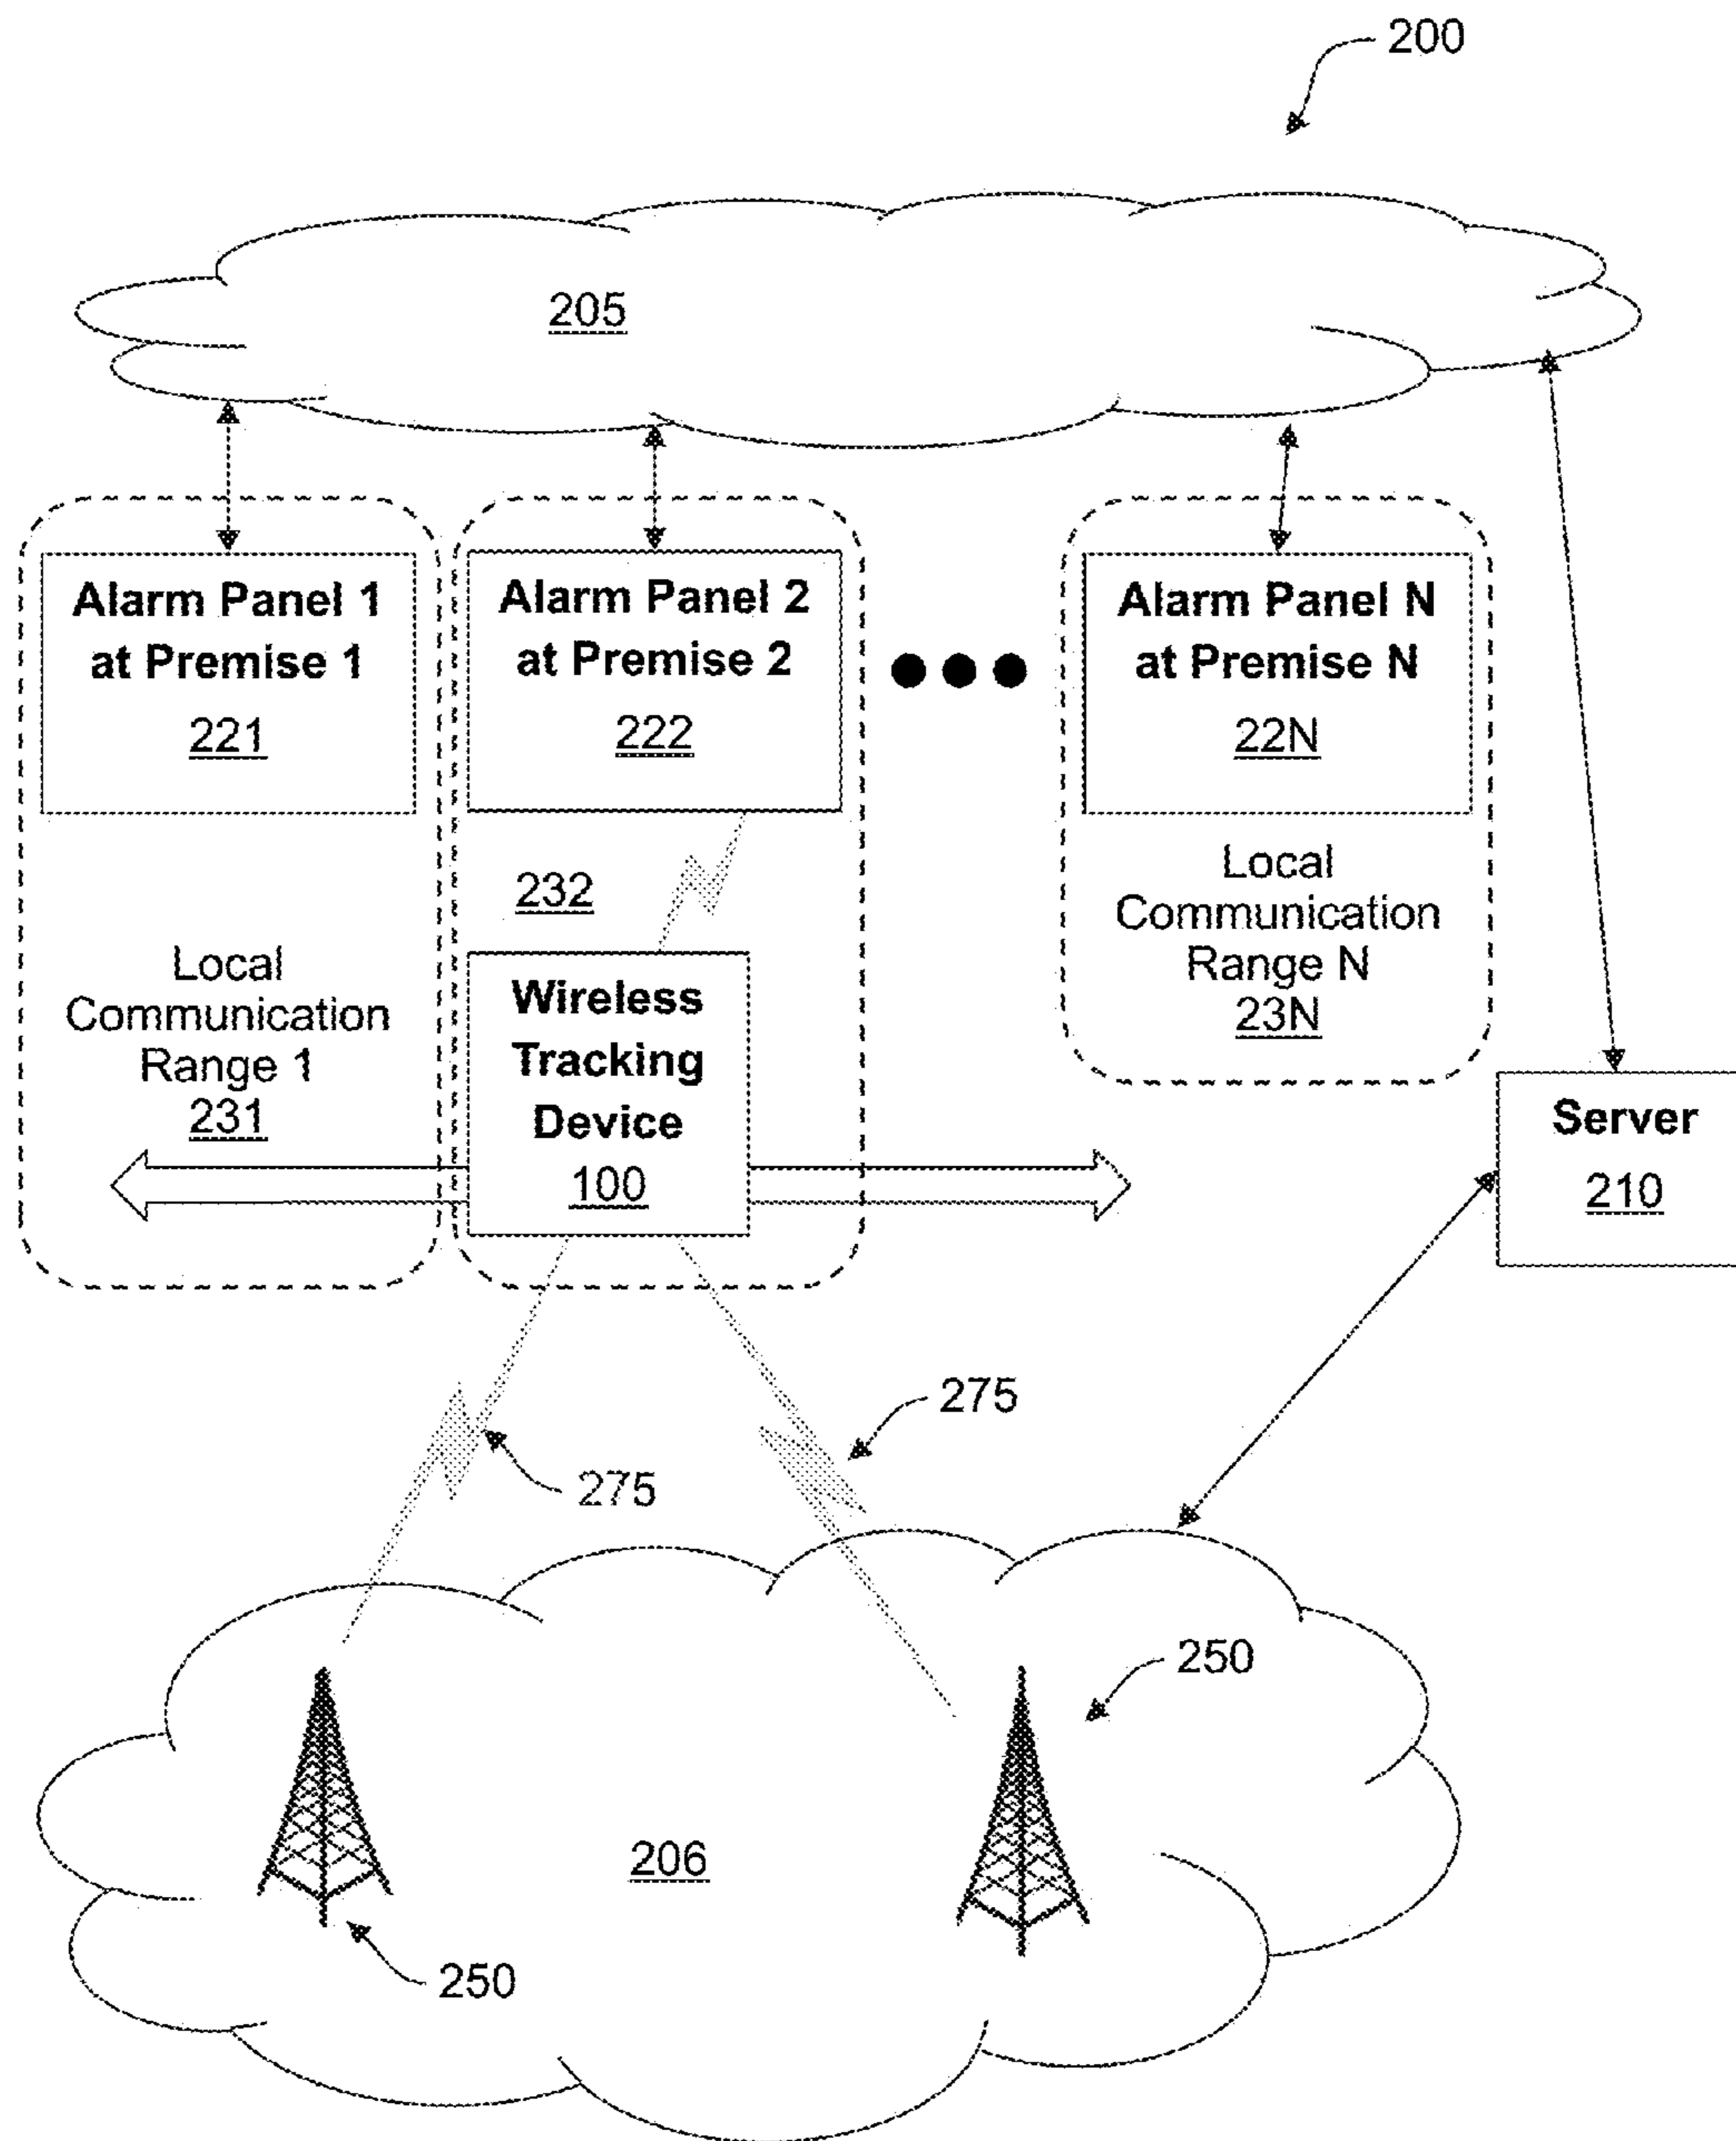 200
205
Alarm Panel 1
at Premise 1
221
Alarm Panel 2
at Premise 2
222
Alarm Panel N
at Premise N
22N
232
Local
Communication
Range N
23N
Local
Communication
Range 1
231
Wireless
Tracking
Device
100
Server
210
275
275
250
206
250